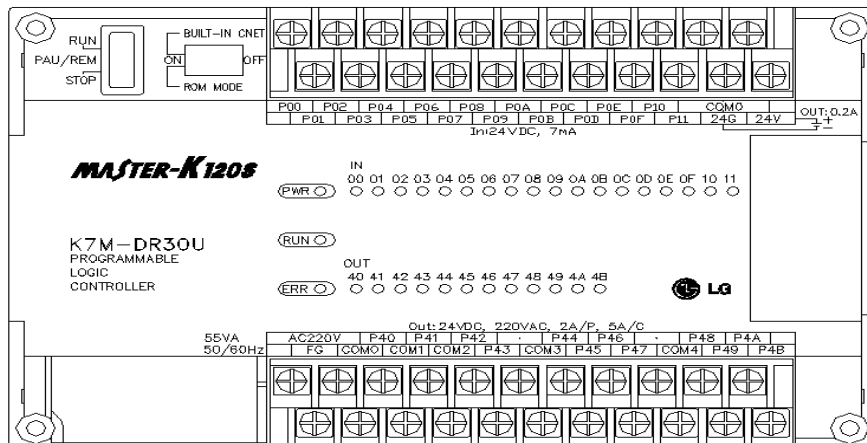 RUN
PAU/REM
STOP
BUILT-IN CNET
ON
OFF
ROM MODE
P00 P02 P04 P06 P08 P0A P0C P0E P10 COM0
P01 P03 P05 P07 P09 P0B P0D P0F P11 24G 24V
OUT: 0.2A
+
−
In:24VDC, 7mA
MASTER-K120S
IN
00 01 02 03 04 05 06 07 08 09 0A 0B 0C 0D 0E 0F 10 11
PWR
K7M-DR30U
PROGRAMMABLE
LOGIC
CONTROLLER
RUN
OUT
40 41 42 43 44 45 46 47 48 49 4A 4B
ERR
LG
Out: 24VDC, 220VAC, 2A/P, 5A/C
55VA
50/60Hz
AC220V P40 P41 P42 · P44 P46 · P48 P4A
FG COM0 COM1 COM2 P43 COM3 P45 P47 COM4 P49 P4B